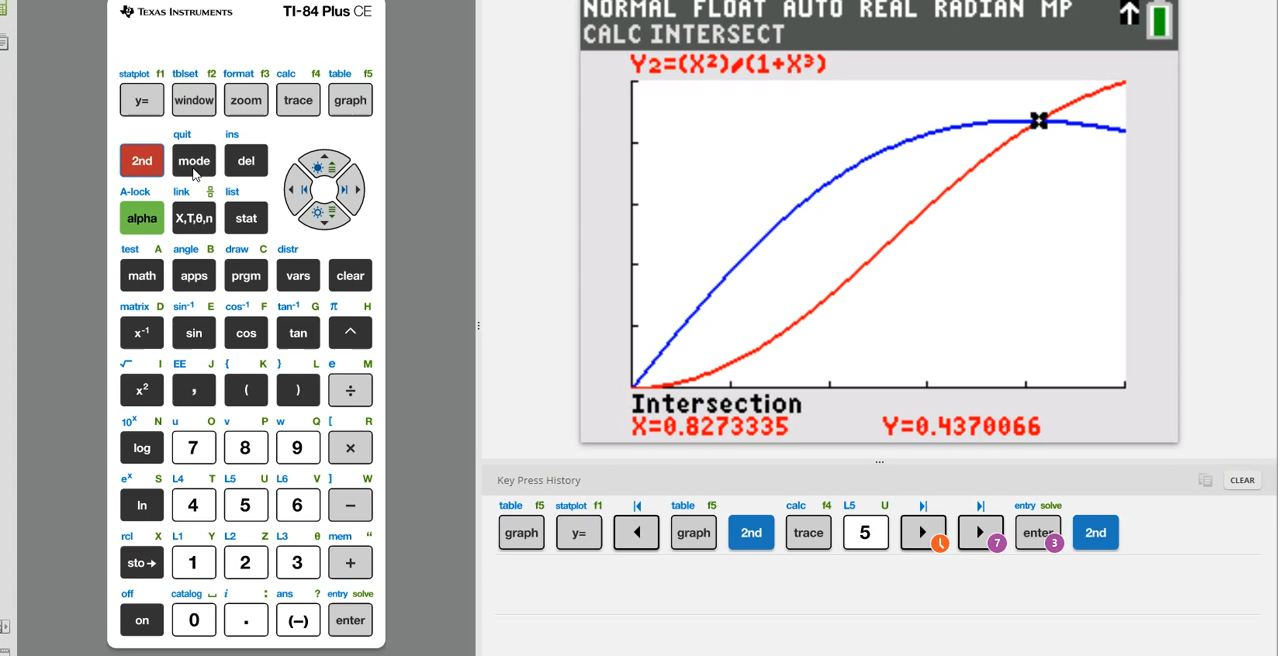 TEXAS INSTRUMENTS TI-84 Plus CE
statplot f1 tblset f2 format f3 calc f4 table f5
y= window zoom trace graph
quit ins
2nd mode del
A-lock link list
alpha X,T,θ,n stat
test A angle B draw C distr
math apps prgm vars clear
matrix D sin⁻¹ E cos⁻¹ F tan⁻¹ G π H
x⁻¹ sin cos tan ^
√ I EE J { K } L e M
x² , ( ) ÷
10ˣ N u O v P w Q [ R
log 7 8 9 ×
eˣ S L4 T L5 U L6 V ] W
ln 4 5 6 −
rcl X L1 Y L2 Z L3 θ mem “
sto→ 1 2 3 +
off catalog ⎵ i : ans ? entry solve
on 0 . (−) enter
NORMAL FLOAT AUTO REAL RADIAN MP
CALC INTERSECT
Y2=(X²)/(1+X³)
Intersection
X=0.8273335 Y=0.4370066
Key Press History CLEAR
table f5 statplot f1 table f5 calc f4 L5 U entry solve
graph y= graph 2nd trace 5 7 enter 3 2nd